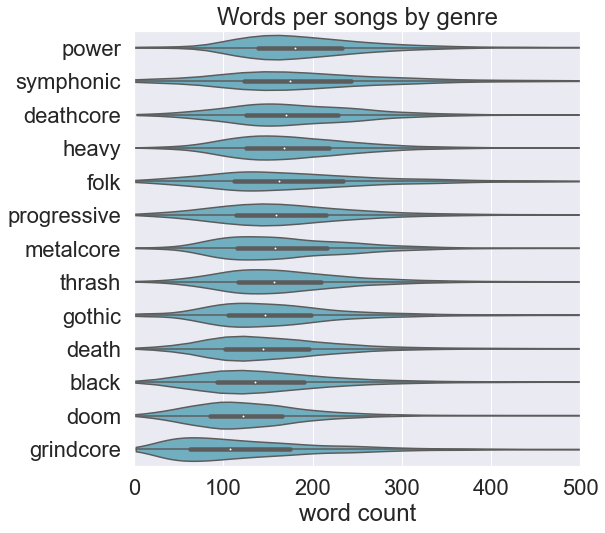 Words per songs by genre
power
symphonic
deathcore
heavy
folk
progressive
metalcore
thrash
gothic
death
black
doom
grindcore
0 100 200 300 400 500
word count